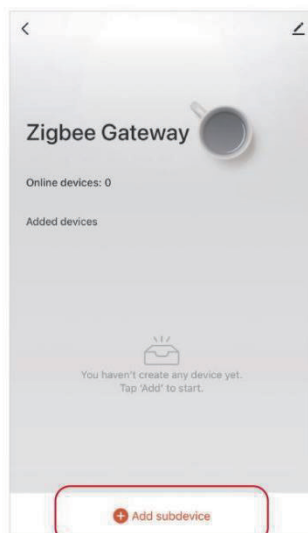 Zigbee Gateway
Online devices: 0
Added devices
You haven't create any device yet.
Tap 'Add' to start.
Add subdevice